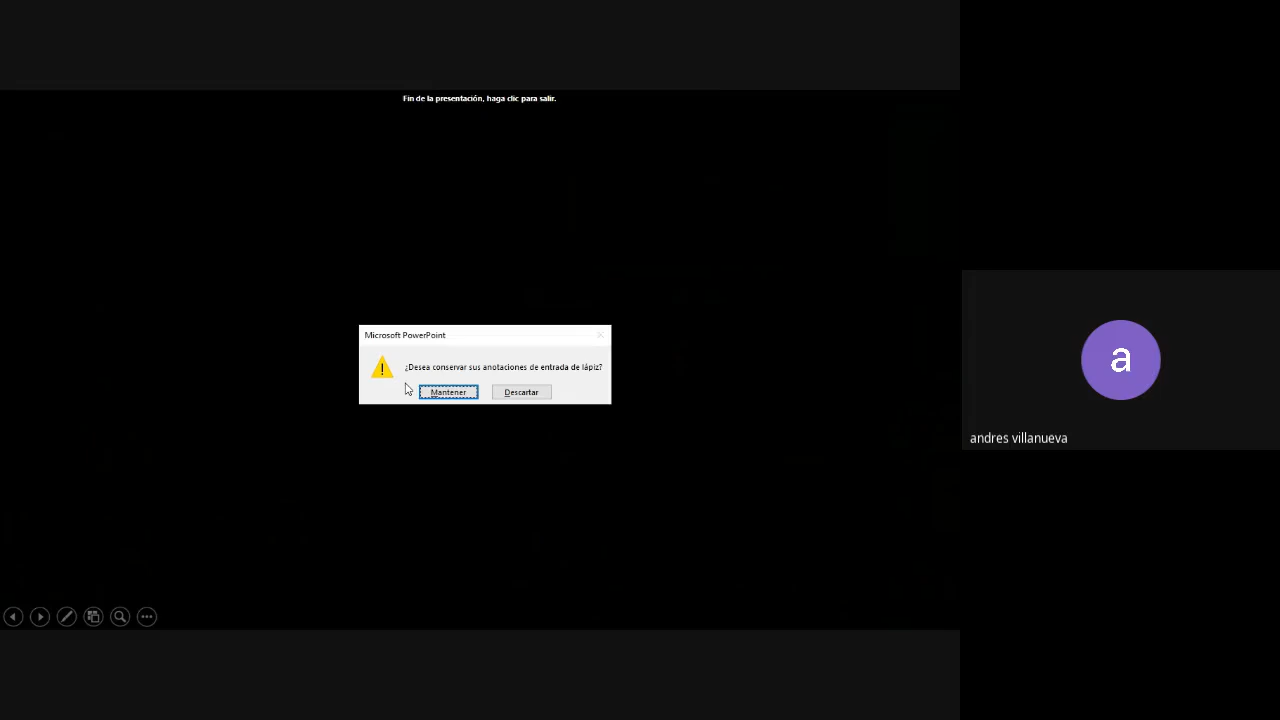 Fin de la presentación, haga clic para salir.
Microsoft PowerPoint
¿Desea conservar sus anotaciones de entrada de lápiz?
Mantener
Descartar
a
andres villanueva